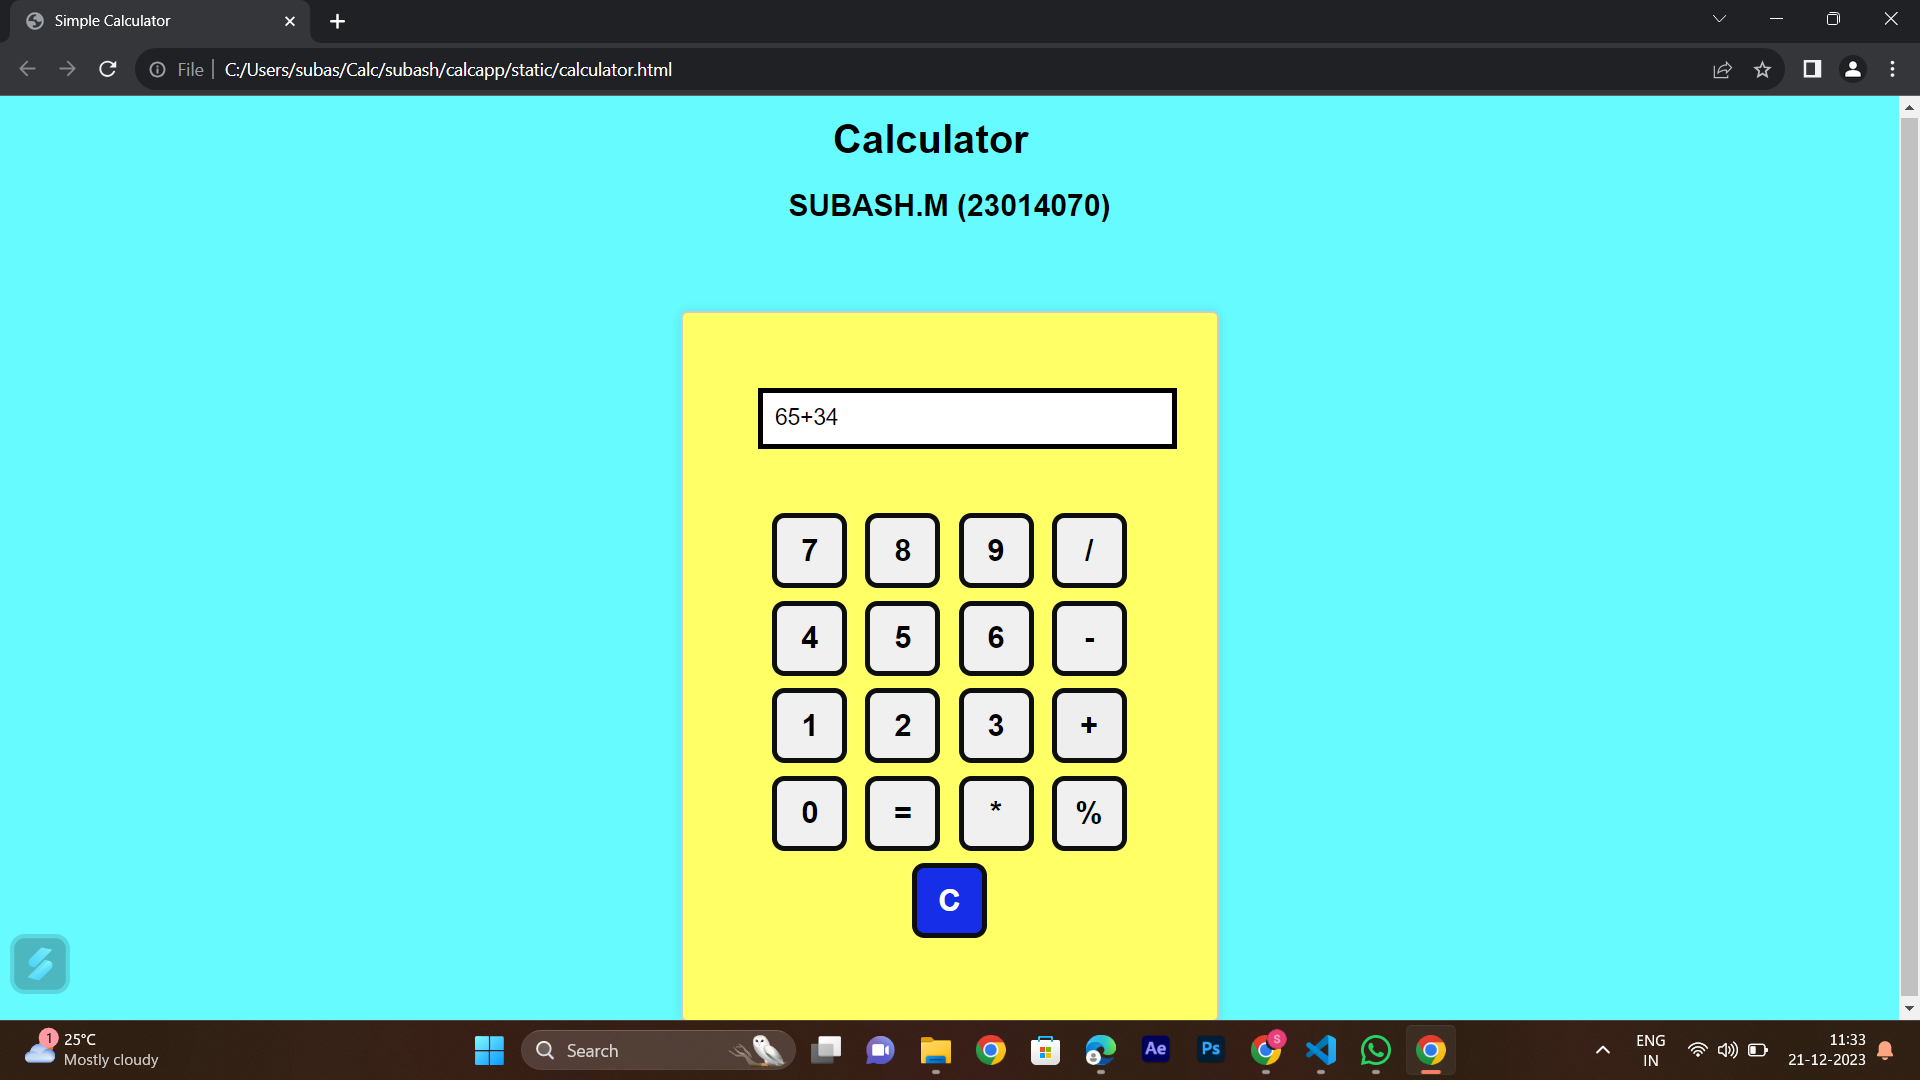 Simple Calculator
File
C:/Users/subas/Calc/subash/calcapp/static/calculator.html
Calculator
SUBASH.M (23014070)
65+34
7 8 9 /
4 5 6 -
1 2 3 +
0 = * %
C
1
25°C
Mostly cloudy
Search
Ae
Ps
S
ENG
IN
11:33
21-12-2023